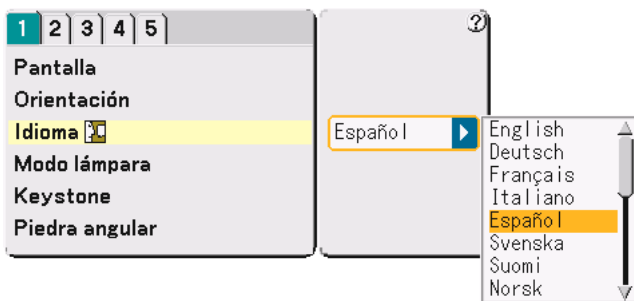 1 2 3 4 5
?
Pantalla
Orientación
Idioma
Modo lámpara
Keystone
Piedra angular
Español
English
Deutsch
Français
Italiano
Español
Svenska
Suomi
Norsk